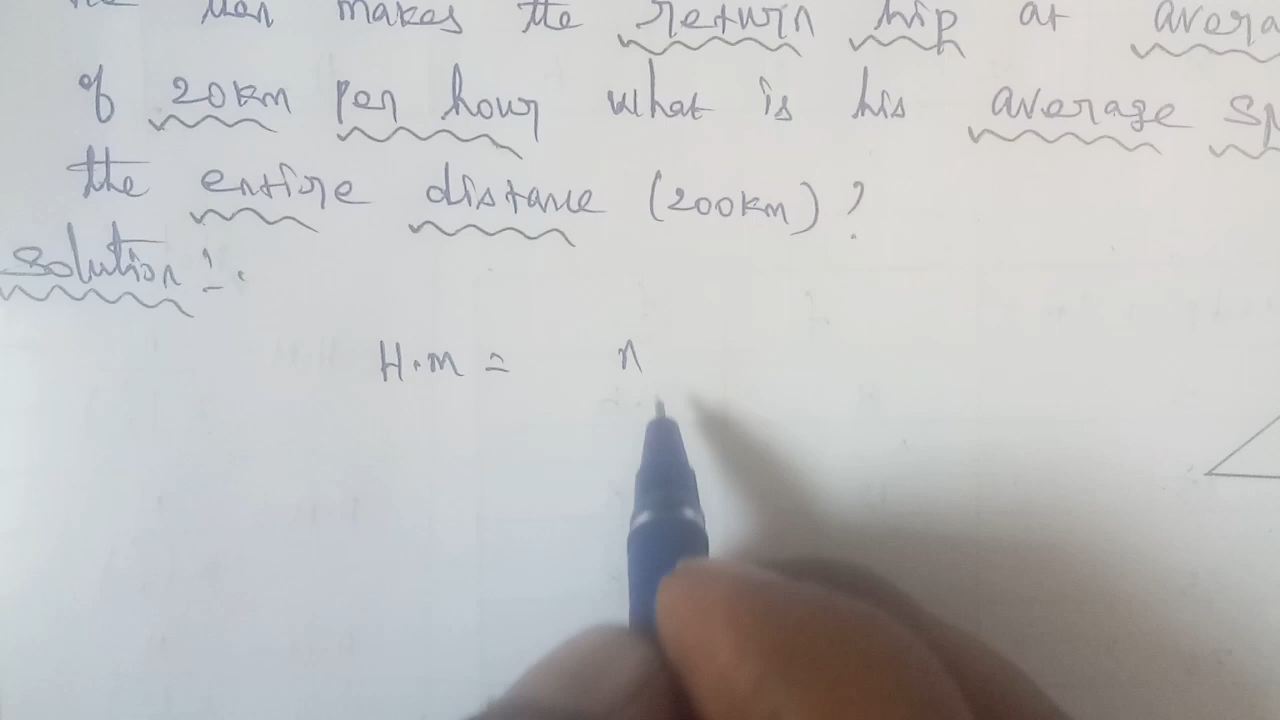 then makes the return trip at avera
of 20km per hour what is his average sp
the entire distance (200km)?
Solution:-
H.M = n